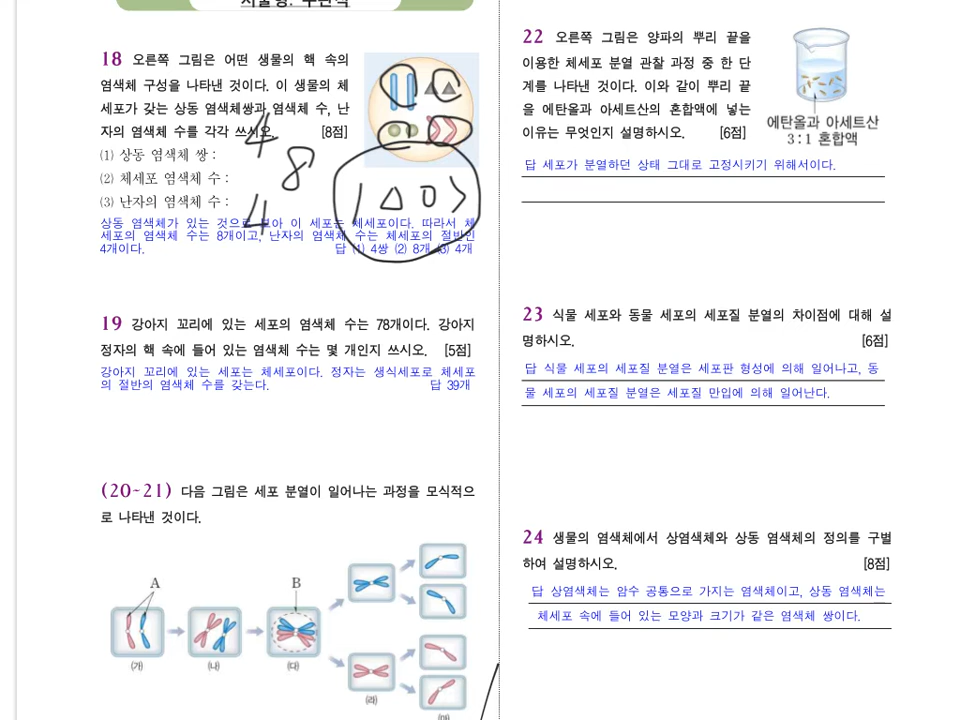 서술형·주관식
18 오른쪽 그림은 어떤 생물의 핵 속의
염색체 구성을 나타낸 것이다. 이 생물의 체
세포가 갖는 상동 염색체쌍과 염색체 수, 난
자의 염색체 수를 각각 쓰시오. [8점]
(1) 상동 염색체 쌍 : 4
(2) 체세포 염색체 수 : 8
(3) 난자의 염색체 수 : 4
상동 염색체가 있는 것으로 보아 이 세포는 체세포이다. 따라서 체
세포의 염색체 수는 8개이고, 난자의 염색체 수는 체세포의 절반인
4개이다. 답 (1) 4쌍 (2) 8개 (3) 4개
19 강아지 꼬리에 있는 세포의 염색체 수는 78개이다. 강아지
정자의 핵 속에 들어 있는 염색체 수는 몇 개인지 쓰시오. [5점]
강아지 꼬리에 있는 세포는 체세포이다. 정자는 생식세포로 체세포
의 절반의 염색체 수를 갖는다. 답 39개
(20~21) 다음 그림은 세포 분열이 일어나는 과정을 모식적으
로 나타낸 것이다.
A B
(가) (나) (다)
(라)
(마)
22 오른쪽 그림은 양파의 뿌리 끝을
이용한 체세포 분열 관찰 과정 중 한 단
계를 나타낸 것이다. 이와 같이 뿌리 끝
을 에탄올과 아세트산의 혼합액에 넣는
이유는 무엇인지 설명하시오. [6점]
에탄올과 아세트산
3:1 혼합액
답 세포가 분열하던 상태 그대로 고정시키기 위해서이다.
23 식물 세포와 동물 세포의 세포질 분열의 차이점에 대해 설
명하시오. [6점]
답 식물 세포의 세포질 분열은 세포판 형성에 의해 일어나고, 동
물 세포의 세포질 분열은 세포질 만입에 의해 일어난다.
24 생물의 염색체에서 상염색체와 상동 염색체의 정의를 구별
하여 설명하시오. [8점]
답 상염색체는 암수 공통으로 가지는 염색체이고, 상동 염색체는
체세포 속에 들어 있는 모양과 크기가 같은 염색체 쌍이다.